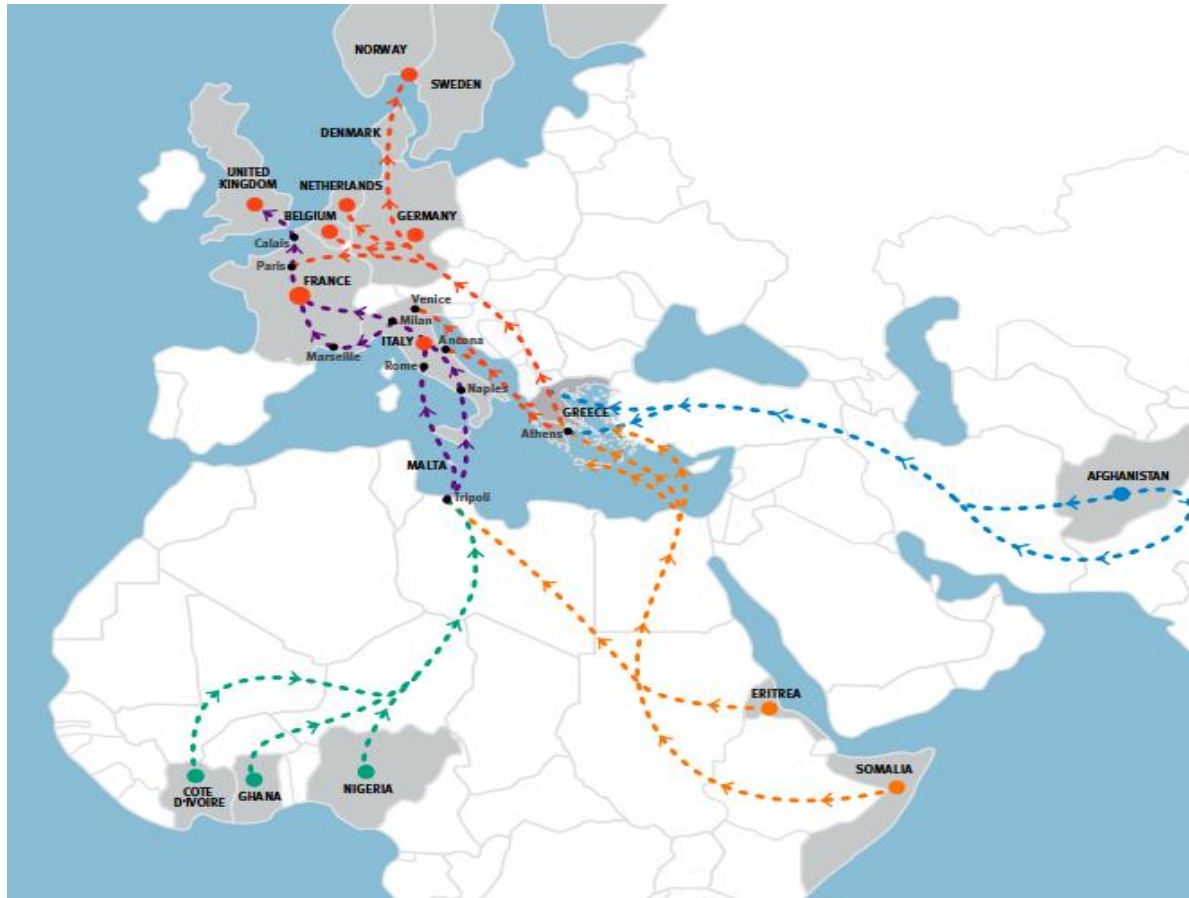 NORWAY
SWEDEN
DENMARK
UNITED
KINGDOM
NETHERLANDS
BELGIUM
GERMANY
Calais
Paris
FRANCE
Venice
Milan
ITALY
Ancona
Marseille
Rome
Naples
GREECE
Athens
MALTA
Tripoli
AFGHANISTAN
ERITREA
SOMALIA
COTE
D'IVOIRE
GHANA
NIGERIA